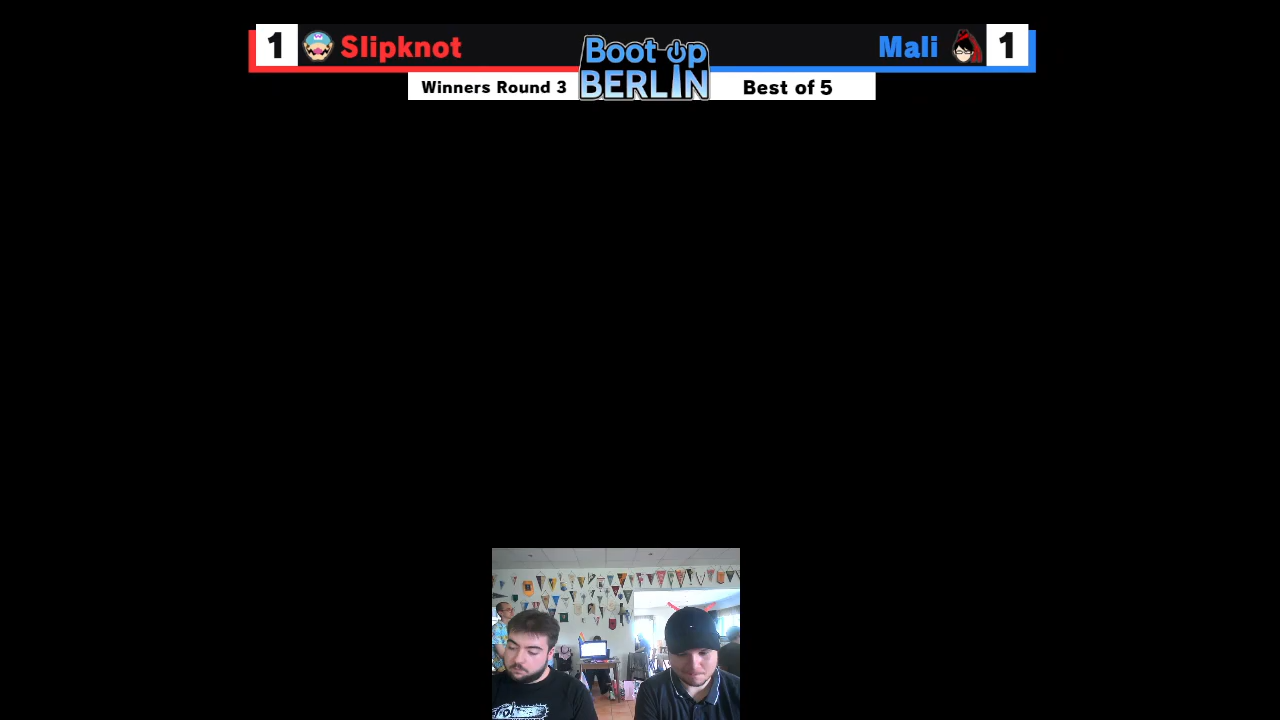 1 Slipknot
Mali 1
Boot up
BERLIN
Winners Round 3
Best of 5